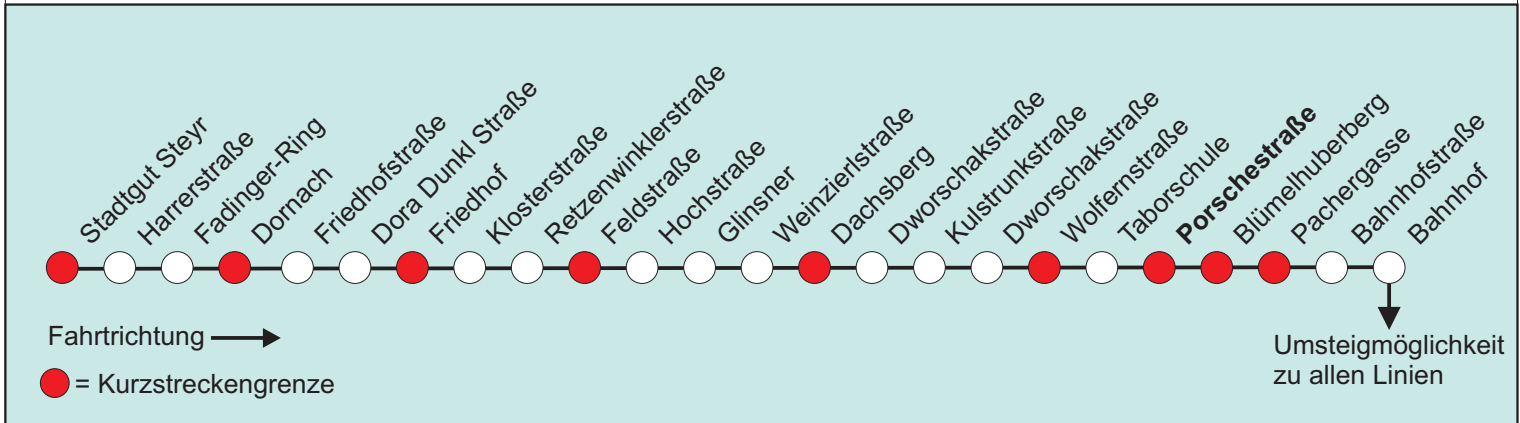 Stadtgut Steyr
Harrerstraße
Fadinger-Ring
Dornach
Friedhofstraße
Dora Dunkl Straße
Friedhof
Klosterstraße
Retzenwinklerstraße
Feldstraße
Hochstraße
Glinsner
Weinzierlstraße
Dachsberg
Dworschakstraße
Kulstrunkstraße
Dworschakstraße
Wolfernstraße
Taborschule
Porschestraße
Blümelhuberberg
Pachergasse
Bahnhofstraße
Bahnhof
Fahrtrichtung
= Kurzstreckengrenze
Umsteigmöglichkeit
zu allen Linien